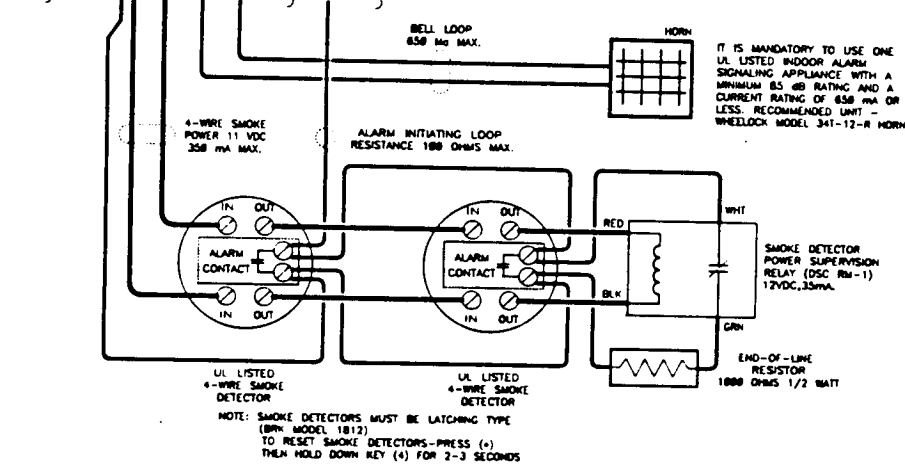 BELL LOOP
650 Ma MAX.
HORN
IT IS MANDATORY TO USE ONE
UL LISTED INDOOR ALARM
SIGNALING APPLIANCE WITH A
MINIMUM 85 dB RATING AND A
CURRENT RATING OF 650 mA OR
LESS. RECOMMENDED UNIT -
WHEELOCK MODEL 34T-12-R HORN
4-WIRE SMOKE
POWER 11 VDC
350 mA MAX.
ALARM INITIATING LOOP
RESISTANCE 100 OHMS MAX.
IN OUT
ALARM
CONTACT
IN OUT
IN OUT
ALARM
CONTACT
IN OUT
RED
BLK
WHT
GRN
SMOKE DETECTOR
POWER SUPERVISION
RELAY (DSC RM-1)
12VDC,35mA.
END-OF-LINE
RESISTOR
1000 OHMS 1/2 WATT
UL LISTED
4-WIRE SMOKE
DETECTOR
UL LISTED
4-WIRE SMOKE
DETECTOR
NOTE: SMOKE DETECTORS MUST BE LATCHING TYPE
(BRK MODEL 1812)
TO RESET SMOKE DETECTORS-PRESS (*)
THEN HOLD DOWN KEY (4) FOR 2-3 SECONDS